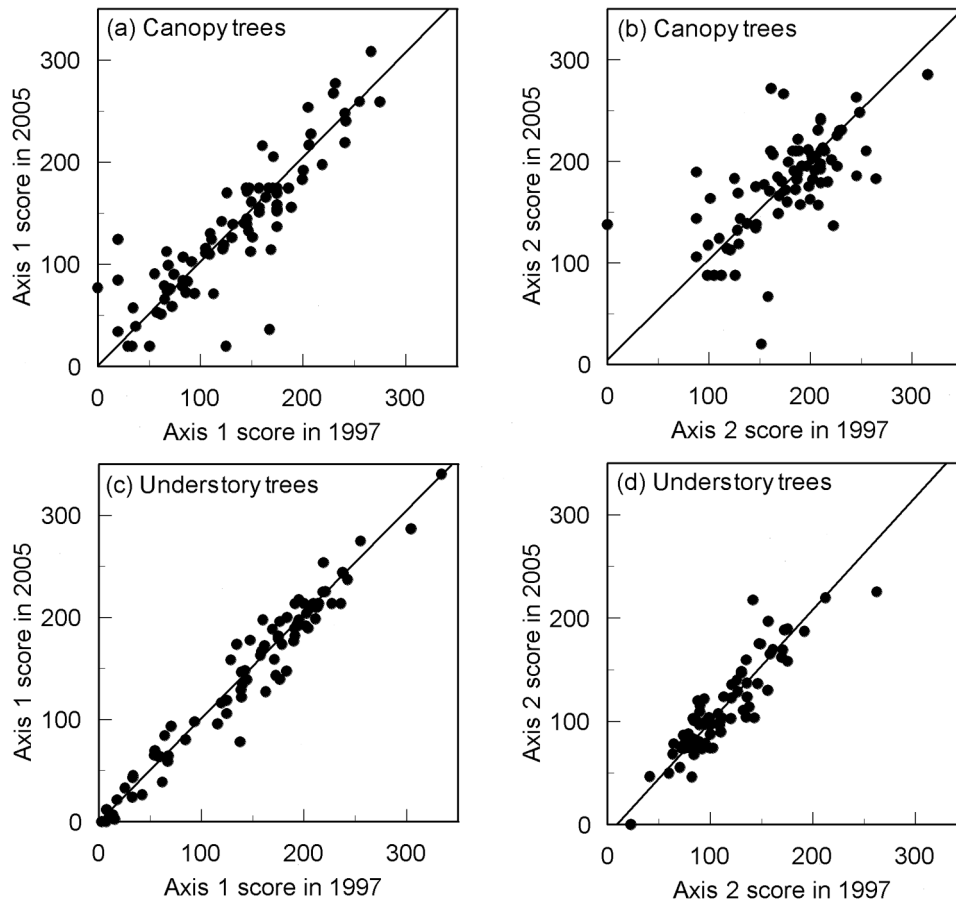 (a) Canopy trees
300
200
100
0
Axis 1 score in 2005
0 100 200 300
Axis 1 score in 1997
(b) Canopy trees
300
200
100
0
Axis 2 score in 2005
0 100 200 300
Axis 2 score in 1997
(c) Understory trees
300
200
100
0
Axis 1 score in 2005
0 100 200 300
Axis 1 score in 1997
(d) Understory trees
300
200
100
0
Axis 2 score in 2005
0 100 200 300
Axis 2 score in 1997